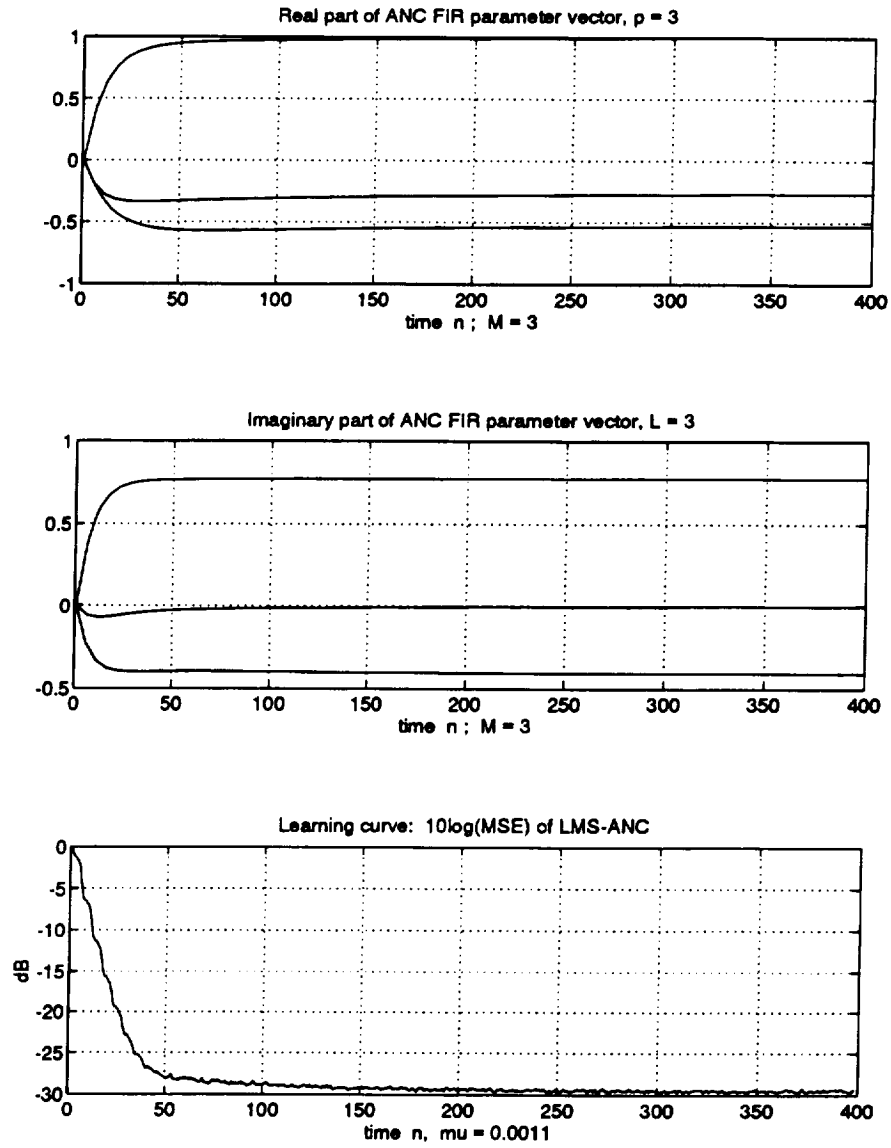 Real part of ANC FIR parameter vector, p = 3
1
0.5
0
-0.5
-1
0 50 100 150 200 250 300 350 400
time n ; M = 3
Imaginary part of ANC FIR parameter vector, L = 3
1
0.5
0
-0.5
0 50 100 150 200 250 300 350 400
time n ; M = 3
Learning curve: 10log(MSE) of LMS-ANC
0
-5
-10
-15
-20
-25
-30
dB
0 50 100 150 200 250 300 350 400
time n, mu = 0.0011